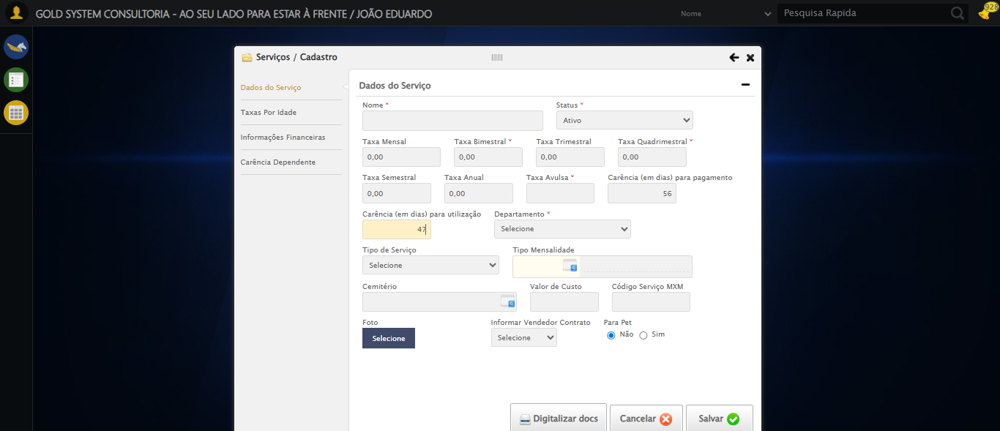 GOLD SYSTEM CONSULTORIA - AO SEU LADO PARA ESTAR À FRENTE / JOÃO EDUARDO
Nome
Pesquisa Rapida
928
Serviços / Cadastro
Dados do Serviço
Taxas Por Idade
Informações Financeiras
Carência Dependente
Dados do Serviço
Nome * Status *
Ativo
Taxa Mensal Taxa Bimestral * Taxa Trimestral Taxa Quadrimestral *
0,00 0,00 0,00 0,00
Taxa Semestral Taxa Anual Taxa Avulsa * Carência (em dias) para pagamento
0,00 0,00 56
Carência (em dias) para utilização Departamento *
47 Selecione
Tipo de Serviço Tipo Mensalidade
Selecione
Cemitério Valor de Custo Código Serviço MXM
Foto Informar Vendedor Contrato Para Pet
Selecione Selecione Não Sim
Digitalizar docs Cancelar Salvar